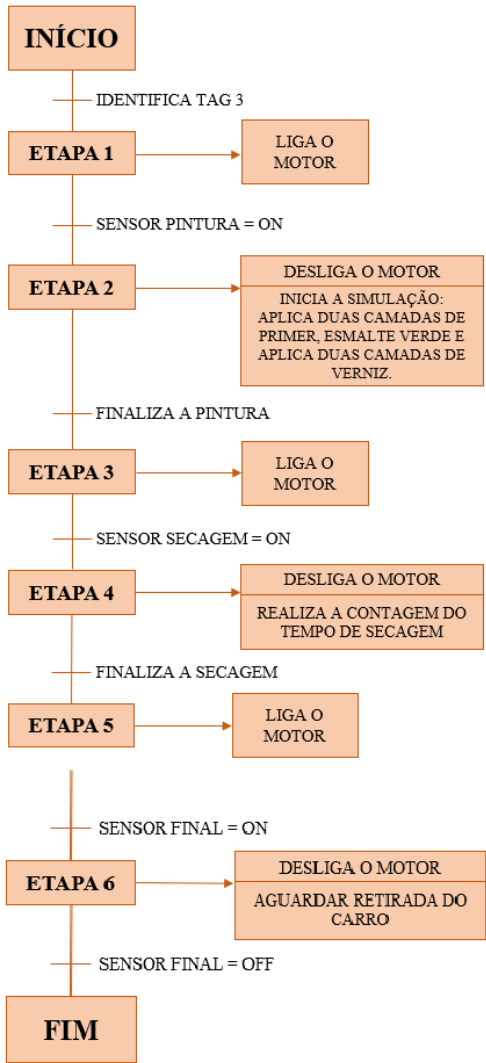 INÍCIO
IDENTIFICA TAG 3
ETAPA 1
LIGA O
MOTOR
SENSOR PINTURA = ON
ETAPA 2
DESLIGA O MOTOR
INICIA A SIMULAÇÃO:
APLICA DUAS CAMADAS DE
PRIMER, ESMALTE VERDE E
APLICA DUAS CAMADAS DE
VERNIZ.
FINALIZA A PINTURA
ETAPA 3
LIGA O
MOTOR
SENSOR SECAGEM = ON
ETAPA 4
DESLIGA O MOTOR
REALIZA A CONTAGEM DO
TEMPO DE SECAGEM
FINALIZA A SECAGEM
ETAPA 5
LIGA O
MOTOR
SENSOR FINAL = ON
ETAPA 6
DESLIGA O MOTOR
AGUARDAR RETIRADA DO
CARRO
SENSOR FINAL = OFF
FIM